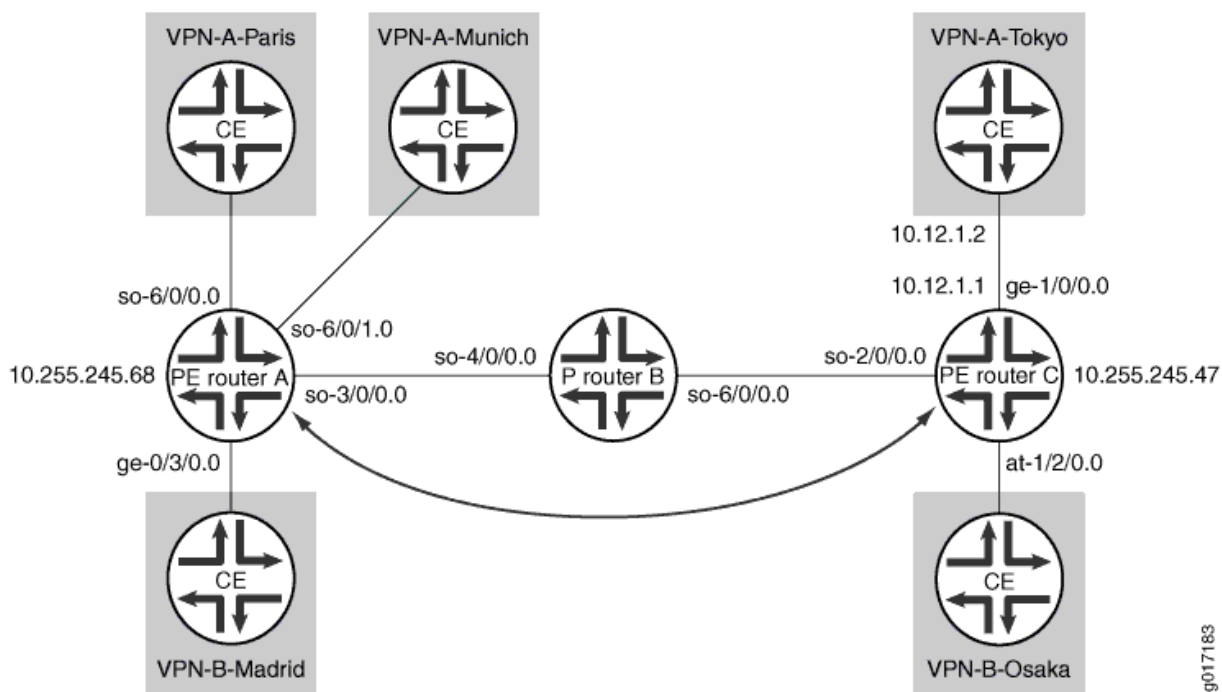 VPN-A-Paris
VPN-A-Munich
VPN-A-Tokyo
CE
CE
CE
10.12.1.2
so-6/0/0.0
10.12.1.1
ge-1/0/0.0
so-6/0/1.0
so-4/0/0.0
so-2/0/0.0
10.255.245.68
PE router A
P router B
PE router C
10.255.245.47
so-3/0/0.0
so-6/0/0.0
ge-0/3/0.0
at-1/2/0.0
CE
CE
VPN-B-Madrid
VPN-B-Osaka
g017183